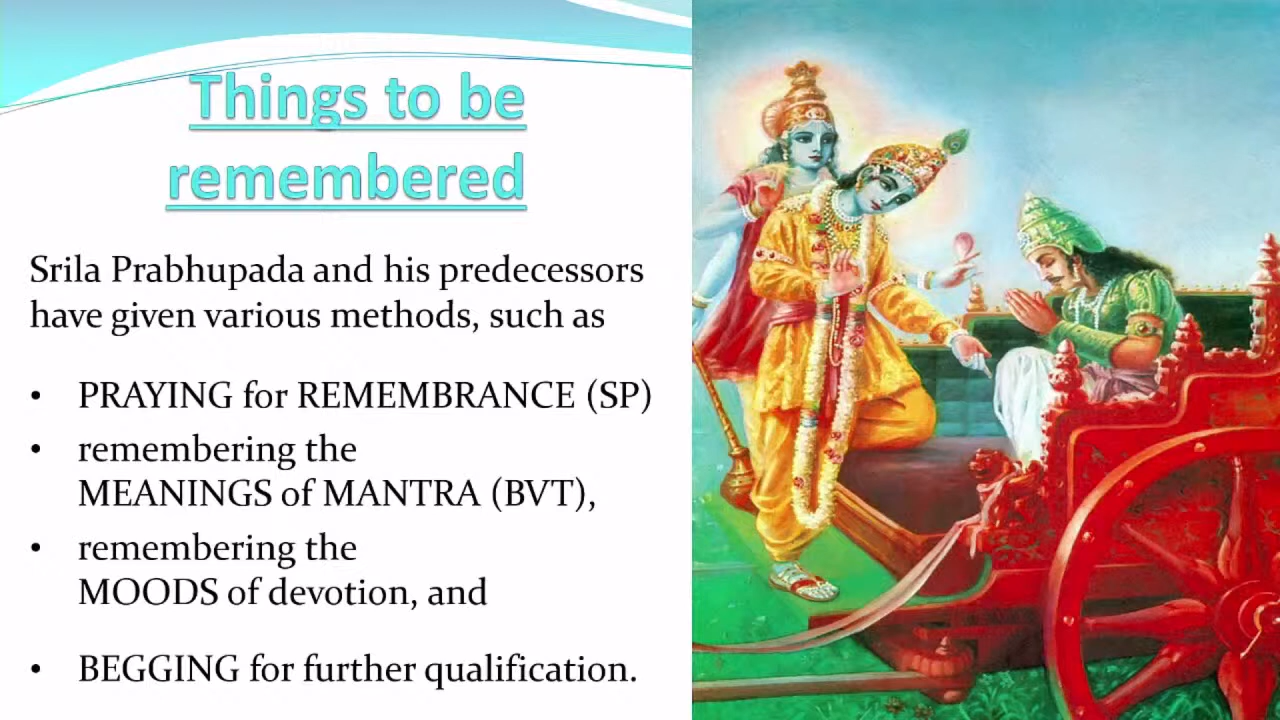 Things to be
remembered
Srila Prabhupada and his predecessors
have given various methods, such as
• PRAYING for REMEMBRANCE (SP)
• remembering the
MEANINGS of MANTRA (BVT),
• remembering the
MOODS of devotion, and
• BEGGING for further qualification.